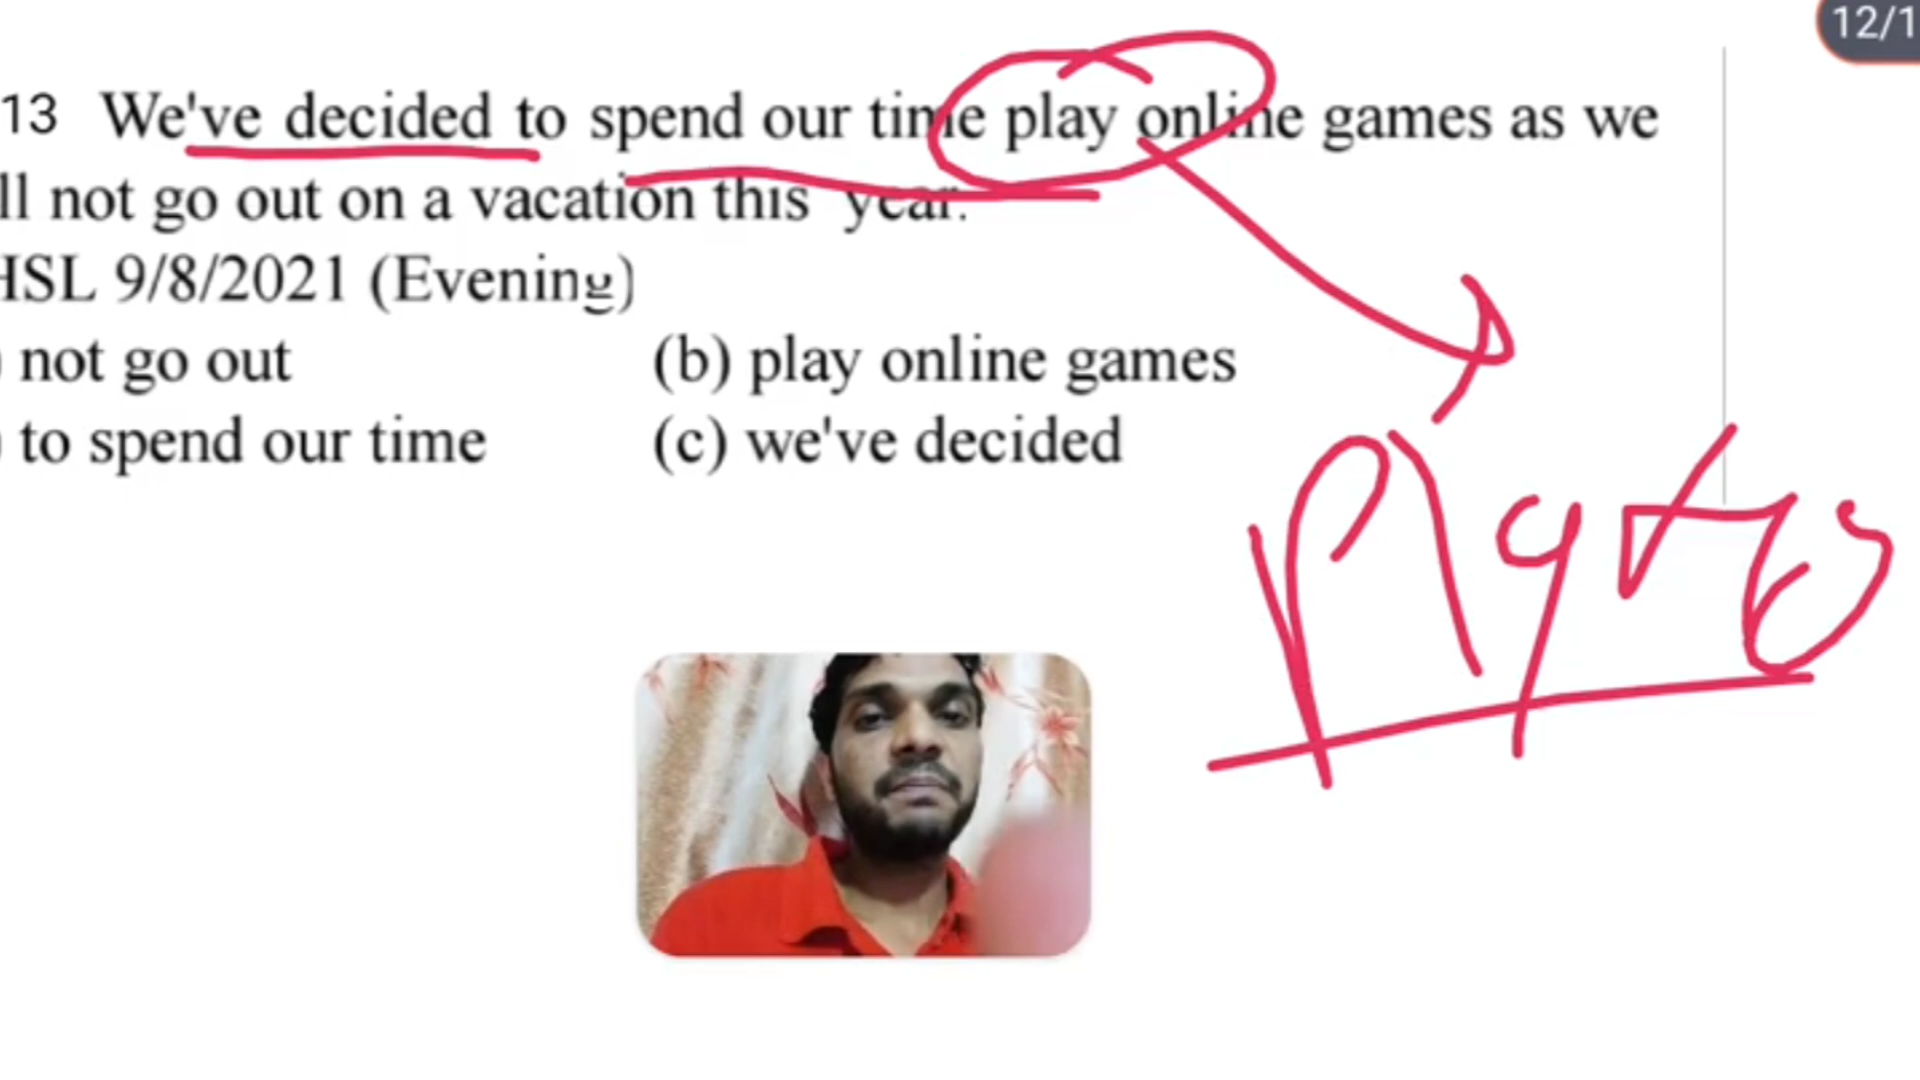 12/1
13 We've decided to spend our time play online games as we
ll not go out on a vacation this year.
HSL 9/8/2021 (Evening)
) not go out
(b) play online games
) to spend our time
(c) we've decided